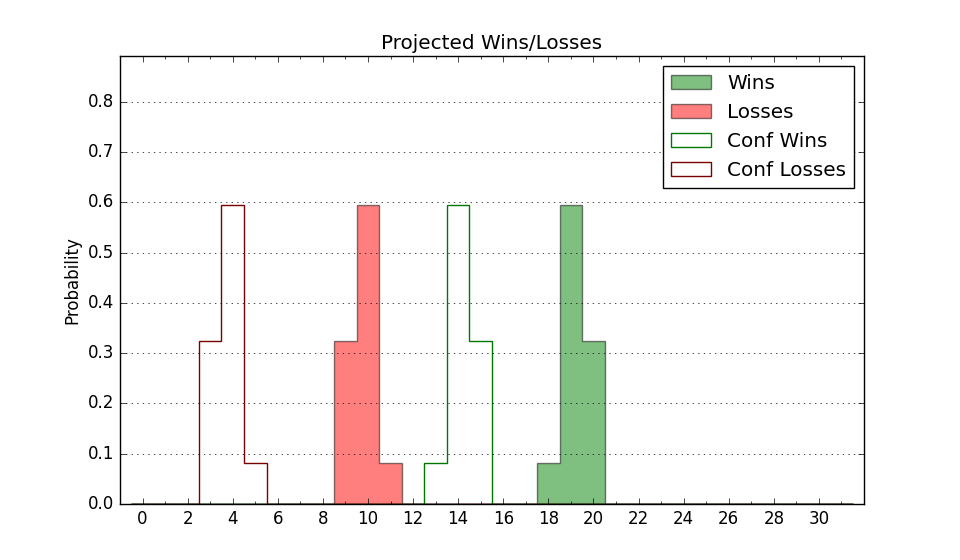 Projected Wins/Losses
Wins
Losses
Conf Wins
Conf Losses
Probability
0.8
0.7
0.6
0.5
0.4
0.3
0.2
0.1
0.0
0 2 4 6 8 10 12 14 16 18 20 22 24 26 28 30